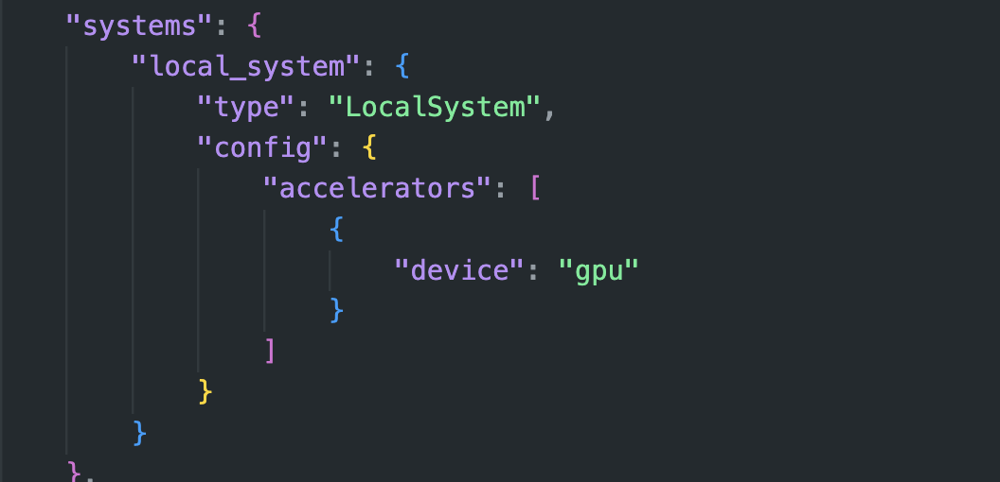 "systems": {
"local_system": {
"type": "LocalSystem",
"config": {
"accelerators": [
{
"device": "gpu"
}
]
}
}
},